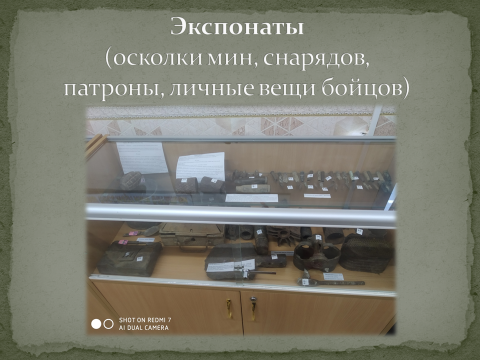 Экспонаты
(осколки мин, снарядов,
патроны, личные вещи бойцов)
SHOT ON REDMI 7
AI DUAL CAMERA